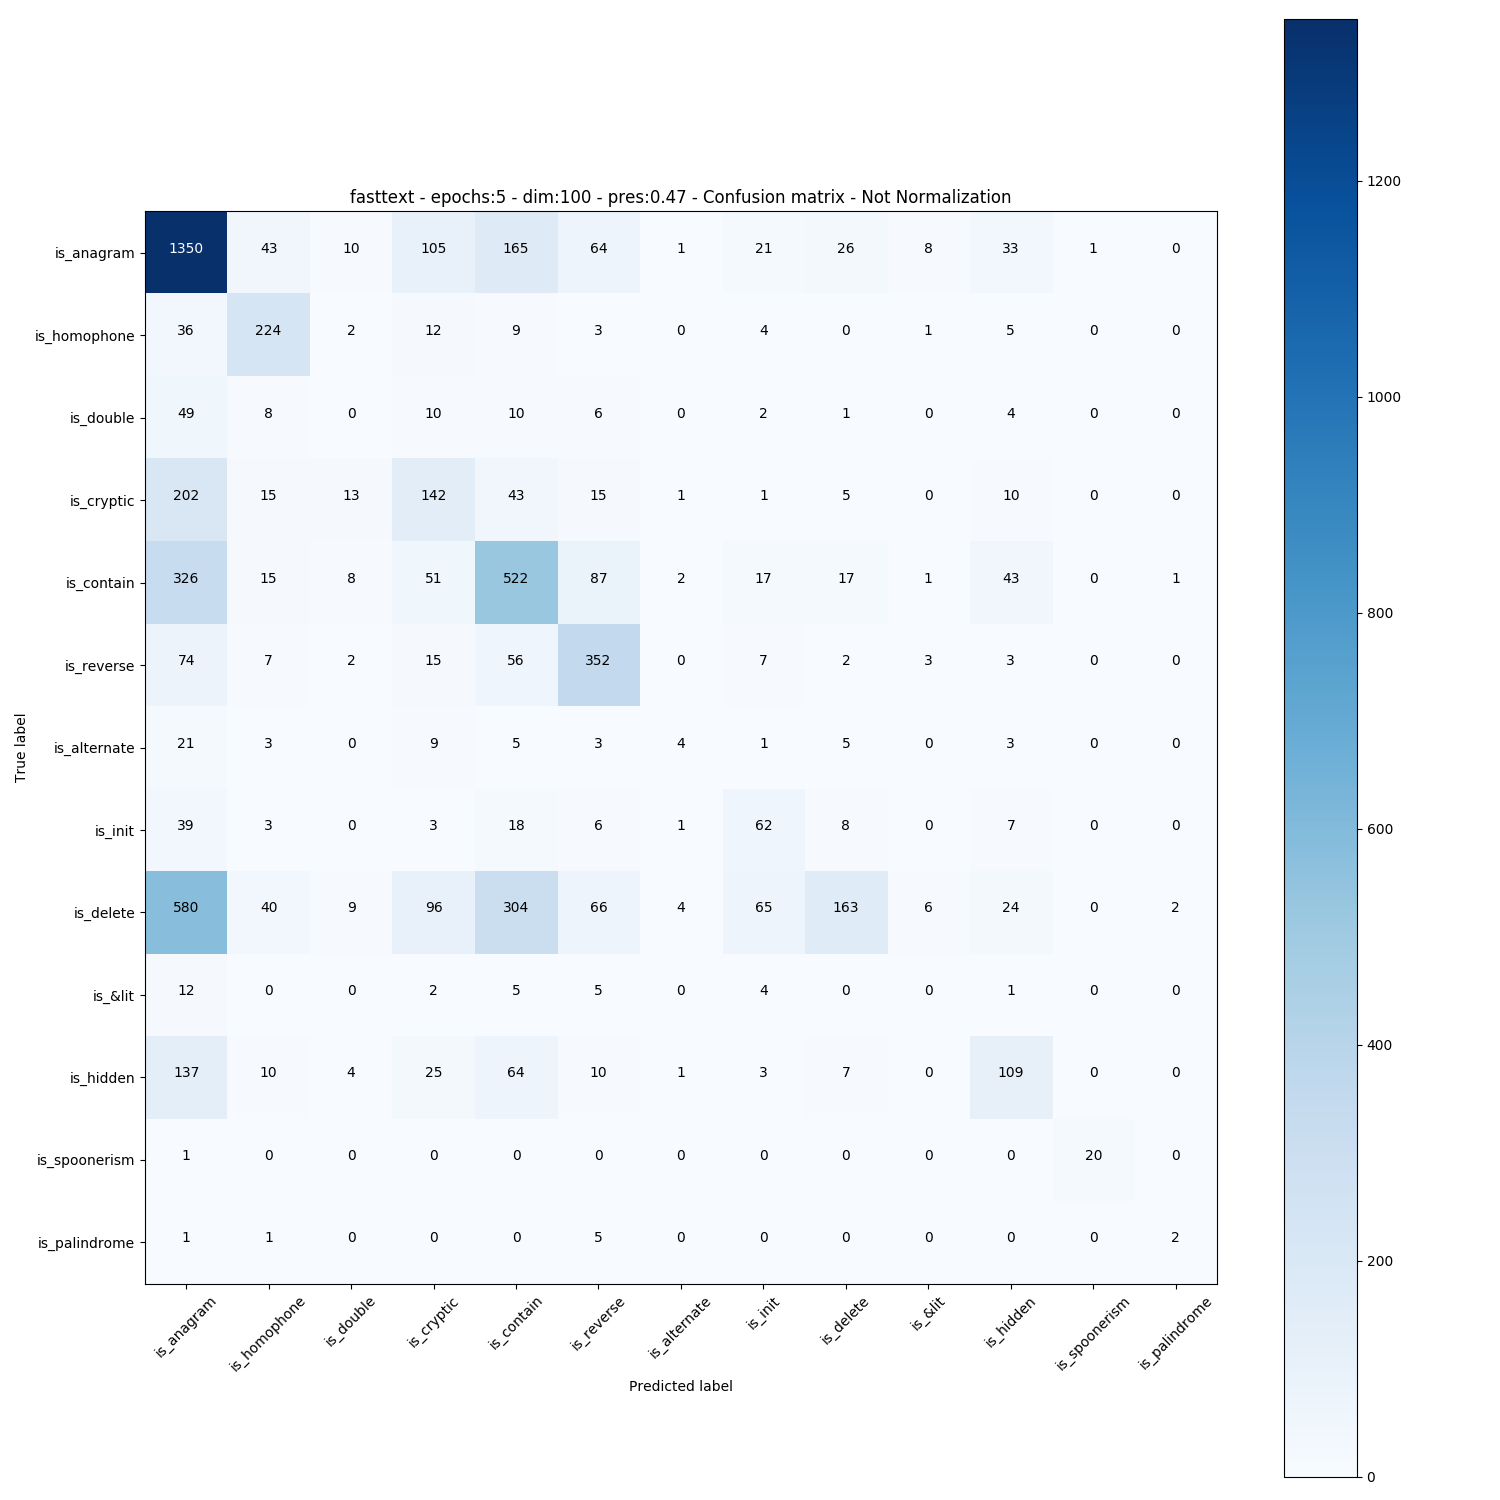 fasttext - epochs:5 - dim:100 - pres:0.47 - Confusion matrix - Not Normalization
True label
is_anagram 1350 43 10 105 165 64 1 21 26 8 33 1 0
is_homophone 36 224 2 12 9 3 0 4 0 1 5 0 0
is_double 49 8 0 10 10 6 0 2 1 0 4 0 0
is_cryptic 202 15 13 142 43 15 1 1 5 0 10 0 0
is_contain 326 15 8 51 522 87 2 17 17 1 43 0 1
is_reverse 74 7 2 15 56 352 0 7 2 3 3 0 0
is_alternate 21 3 0 9 5 3 4 1 5 0 3 0 0
is_init 39 3 0 3 18 6 1 62 8 0 7 0 0
is_delete 580 40 9 96 304 66 4 65 163 6 24 0 2
is_&lit 12 0 0 2 5 5 0 4 0 0 1 0 0
is_hidden 137 10 4 25 64 10 1 3 7 0 109 0 0
is_spoonerism 1 0 0 0 0 0 0 0 0 0 0 20 0
is_palindrome 1 1 0 0 0 5 0 0 0 0 0 0 2
is_anagram is_homophone is_double is_cryptic is_contain is_reverse is_alternate is_init is_delete is_&lit is_hidden is_spoonerism is_palindrome
Predicted label
1200
1000
800
600
400
200
0